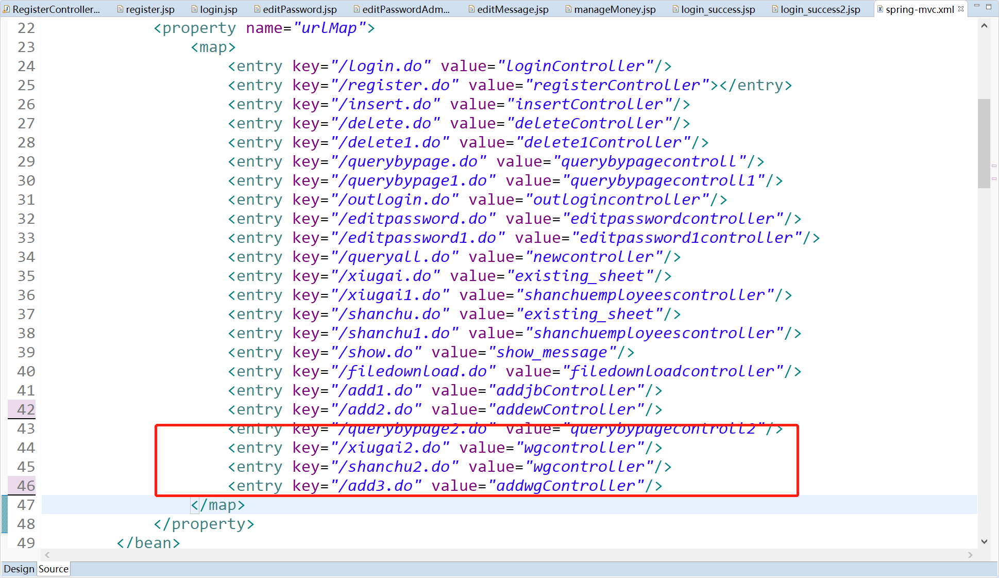 RegisterController...
register.jsp
login.jsp
editPassword.jsp
editPasswordAdm...
editMessage.jsp
manageMoney.jsp
login_success.jsp
login_success2.jsp
spring-mvc.xml
22 <property name="urlMap">
23 <map>
24 <entry key="/login.do" value="loginController"/>
25 <entry key="/register.do" value="registerController"></entry>
26 <entry key="/insert.do" value="insertController"/>
27 <entry key="/delete.do" value="deleteController"/>
28 <entry key="/delete1.do" value="delete1Controller"/>
29 <entry key="/querybypage.do" value="querybypagecontroll"/>
30 <entry key="/querybypage1.do" value="querybypagecontroll1"/>
31 <entry key="/outlogin.do" value="outlogincontroller"/>
32 <entry key="/editpassword.do" value="editpasswordcontroller"/>
33 <entry key="/editpassword1.do" value="editpassword1controller"/>
34 <entry key="/queryall.do" value="newcontroller"/>
35 <entry key="/xiugai.do" value="existing_sheet"/>
36 <entry key="/xiugai1.do" value="shanchuemployeescontroller"/>
37 <entry key="/shanchu.do" value="existing_sheet"/>
38 <entry key="/shanchu1.do" value="shanchuemployeescontroller"/>
39 <entry key="/show.do" value="show_message"/>
40 <entry key="/filedownload.do" value="filedownloadcontroller"/>
41 <entry key="/add1.do" value="addjbController"/>
42 <entry key="/add2.do" value="addewController"/>
43 <entry key="/querybypage2.do" value="querybypagecontroll2"/>
44 <entry key="/xiugai2.do" value="wgcontroller"/>
45 <entry key="/shanchu2.do" value="wgcontroller"/>
46 <entry key="/add3.do" value="addwgController"/>
47 </map>
48 </property>
49 </bean>
Design Source